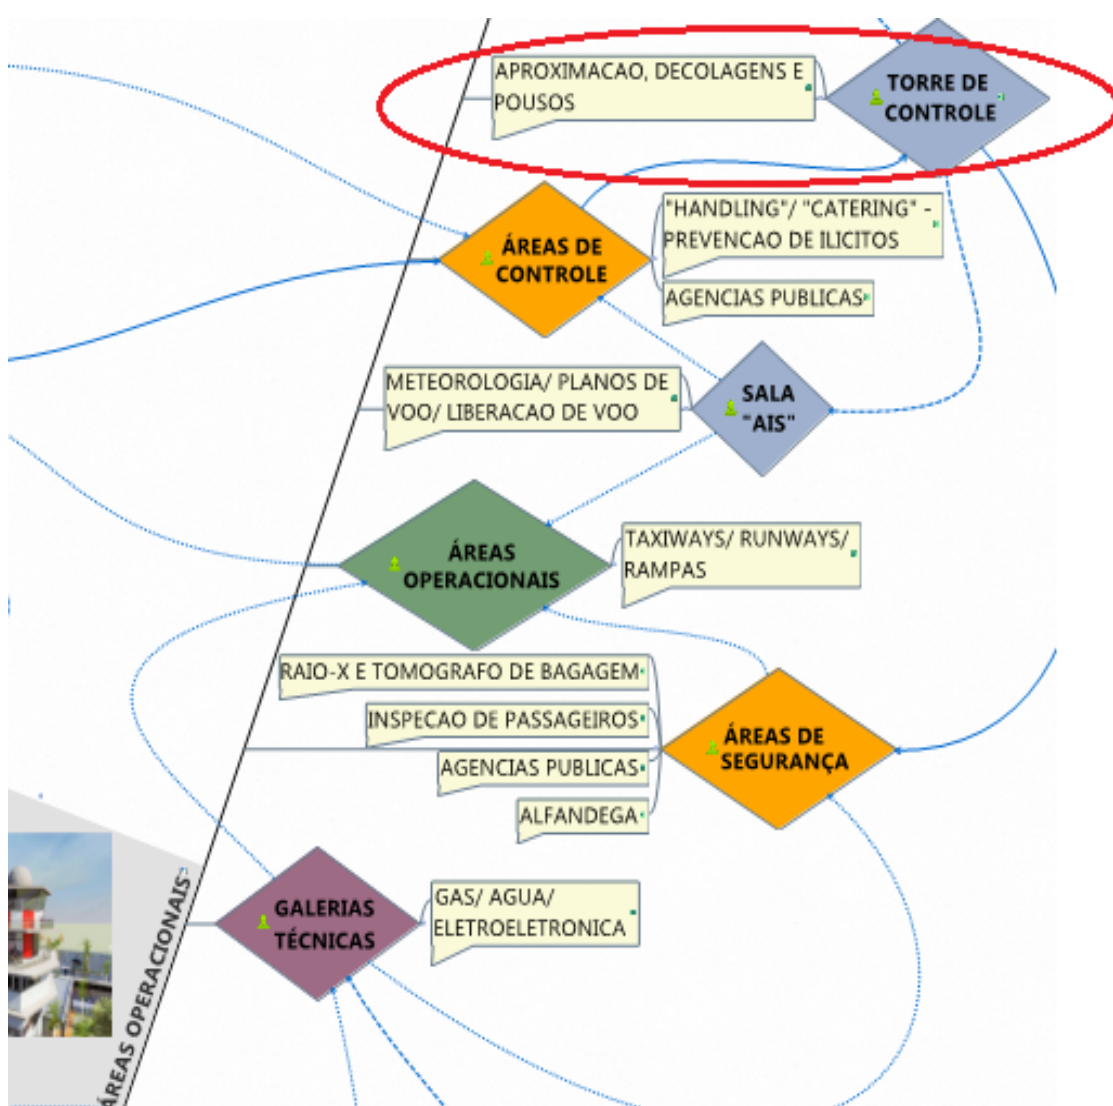 APROXIMACAO, DECOLAGENS E
POUSOS
TORRE DE
CONTROLE
ÁREAS DE
CONTROLE
"HANDLING"/ "CATERING" -
PREVENCAO DE ILICITOS
AGENCIAS PUBLICAS
METEOROLOGIA/ PLANOS DE
VOO/ LIBERACAO DE VOO
SALA
"AIS"
ÁREAS
OPERACIONAIS
TAXIWAYS/ RUNWAYS/
RAMPAS
RAIO-X E TOMOGRAFO DE BAGAGEM
INSPECAO DE PASSAGEIROS
AGENCIAS PUBLICAS
ALFANDEGA
ÁREAS DE
SEGURANÇA
GALERIAS
TÉCNICAS
GAS/ AGUA/
ELETROELETRONICA
ÁREAS OPERACIONAIS